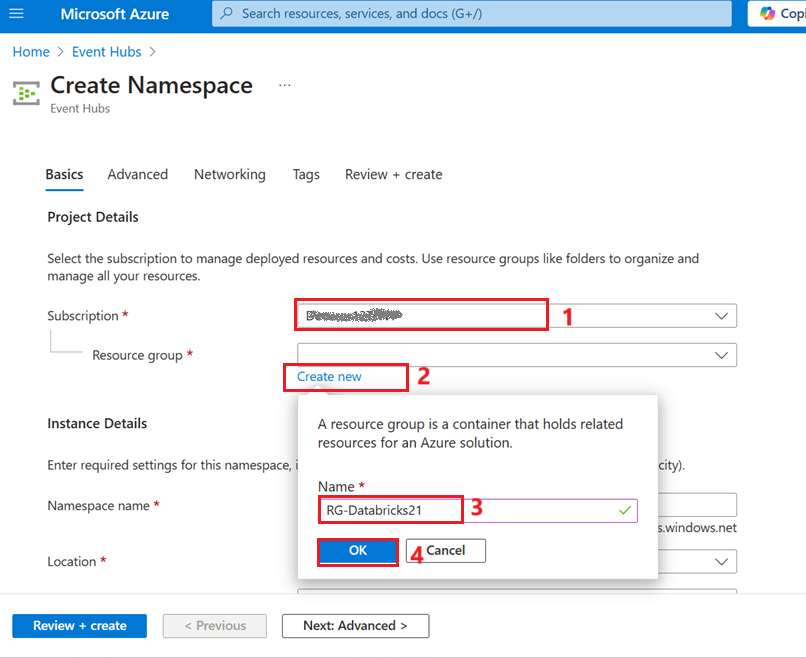 Microsoft Azure
Search resources, services, and docs (G+/)
Copi
Home > Event Hubs >
Create Namespace ...
Event Hubs
Basics Advanced Networking Tags Review + create
Project Details
Select the subscription to manage deployed resources and costs. Use resource groups like folders to organize and
manage all your resources.
Subscription *
1
Resource group *
Create new 2
A resource group is a container that holds related
resources for an Azure solution.
Name *
RG-Databricks21 3
OK 4 Cancel
Instance Details
Enter required settings for this namespace, i
city).
Namespace name *
s.windows.net
Location *
Review + create < Previous Next: Advanced >